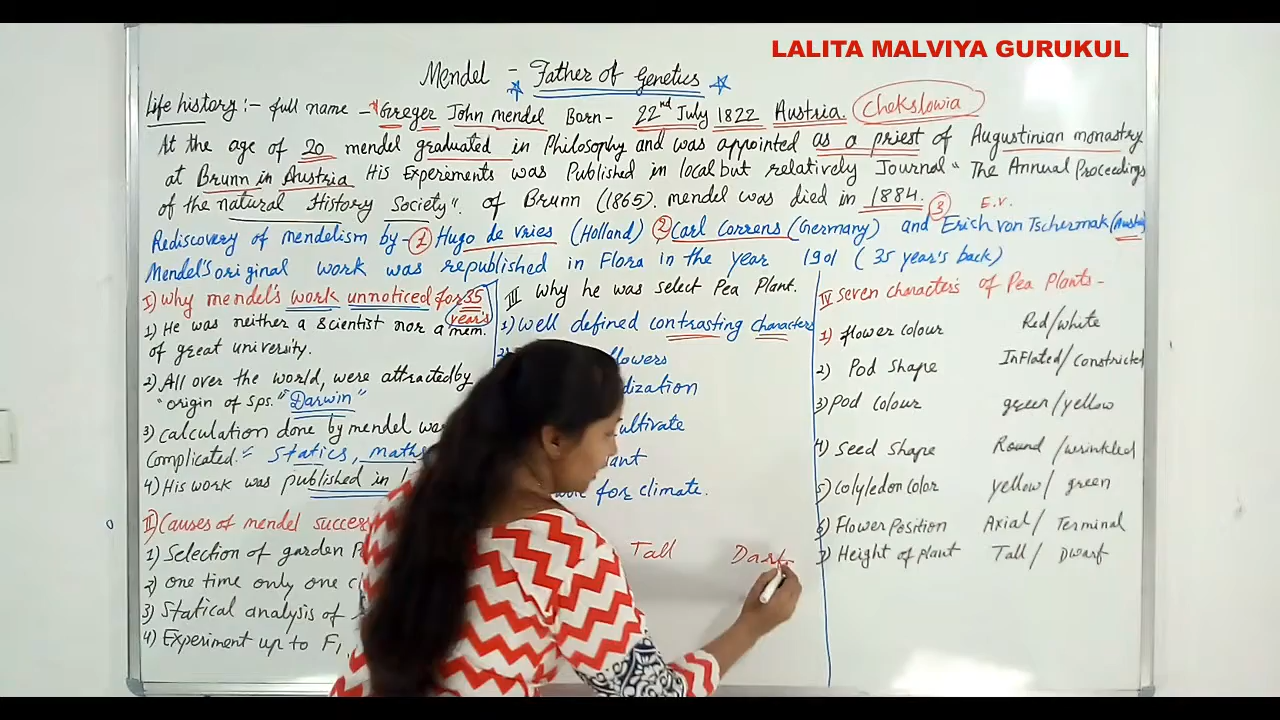 LALITA MALVIYA GURUKUL
Mendel - Father of Genetics
Life history :- full name - Greger John mendel Born- 22nd July 1822 Austria. Chekslowia
At the age of 20 mendel graduated in Philosophy and was appointed as a priest of Augustinian monastry
at Brunn in Austria His Experiments was Published in local but relatively Journal "The Annual Proceedings
of the natural History Society". of Brunn (1865). mendel was died in 1884.
3 E.V.
Rediscovery of mendelism by- 1 Hugo de vries (Holland) 2 Carl Correns (Germany) and Erich von Tschermak
Mendel's original work was republished in Flora in the year 1901 (35 year's back)
I) Why mendel's work unnoticed for 35 year's
1) He was neither a scientist nor a mem.
of great university.
2) All over the world, were attracted by
"origin of sps." "Darwin"
3) calculation done by mendel
complicated. = Statics, maths
4) His work was published in
II) Causes of mendel success
1) Selection of garden
2) one time only one
3) Statical analysis of
4) Experiment up to F1,
III Why he was select Pea Plant.
1) well defined contrasting characters
flowers
for climate.
Tall Darf
IV Seven character's of Pea Plants-
1) flower colour Red/white
2) Pod Shape Inflated/constricted
3) Pod colour green/yellow
4) Seed Shape Round/wrinkled
5) Colyledon color yellow/green
6) Flower Position Axial/Terminal
7) Height of plant Tall/Dwarf